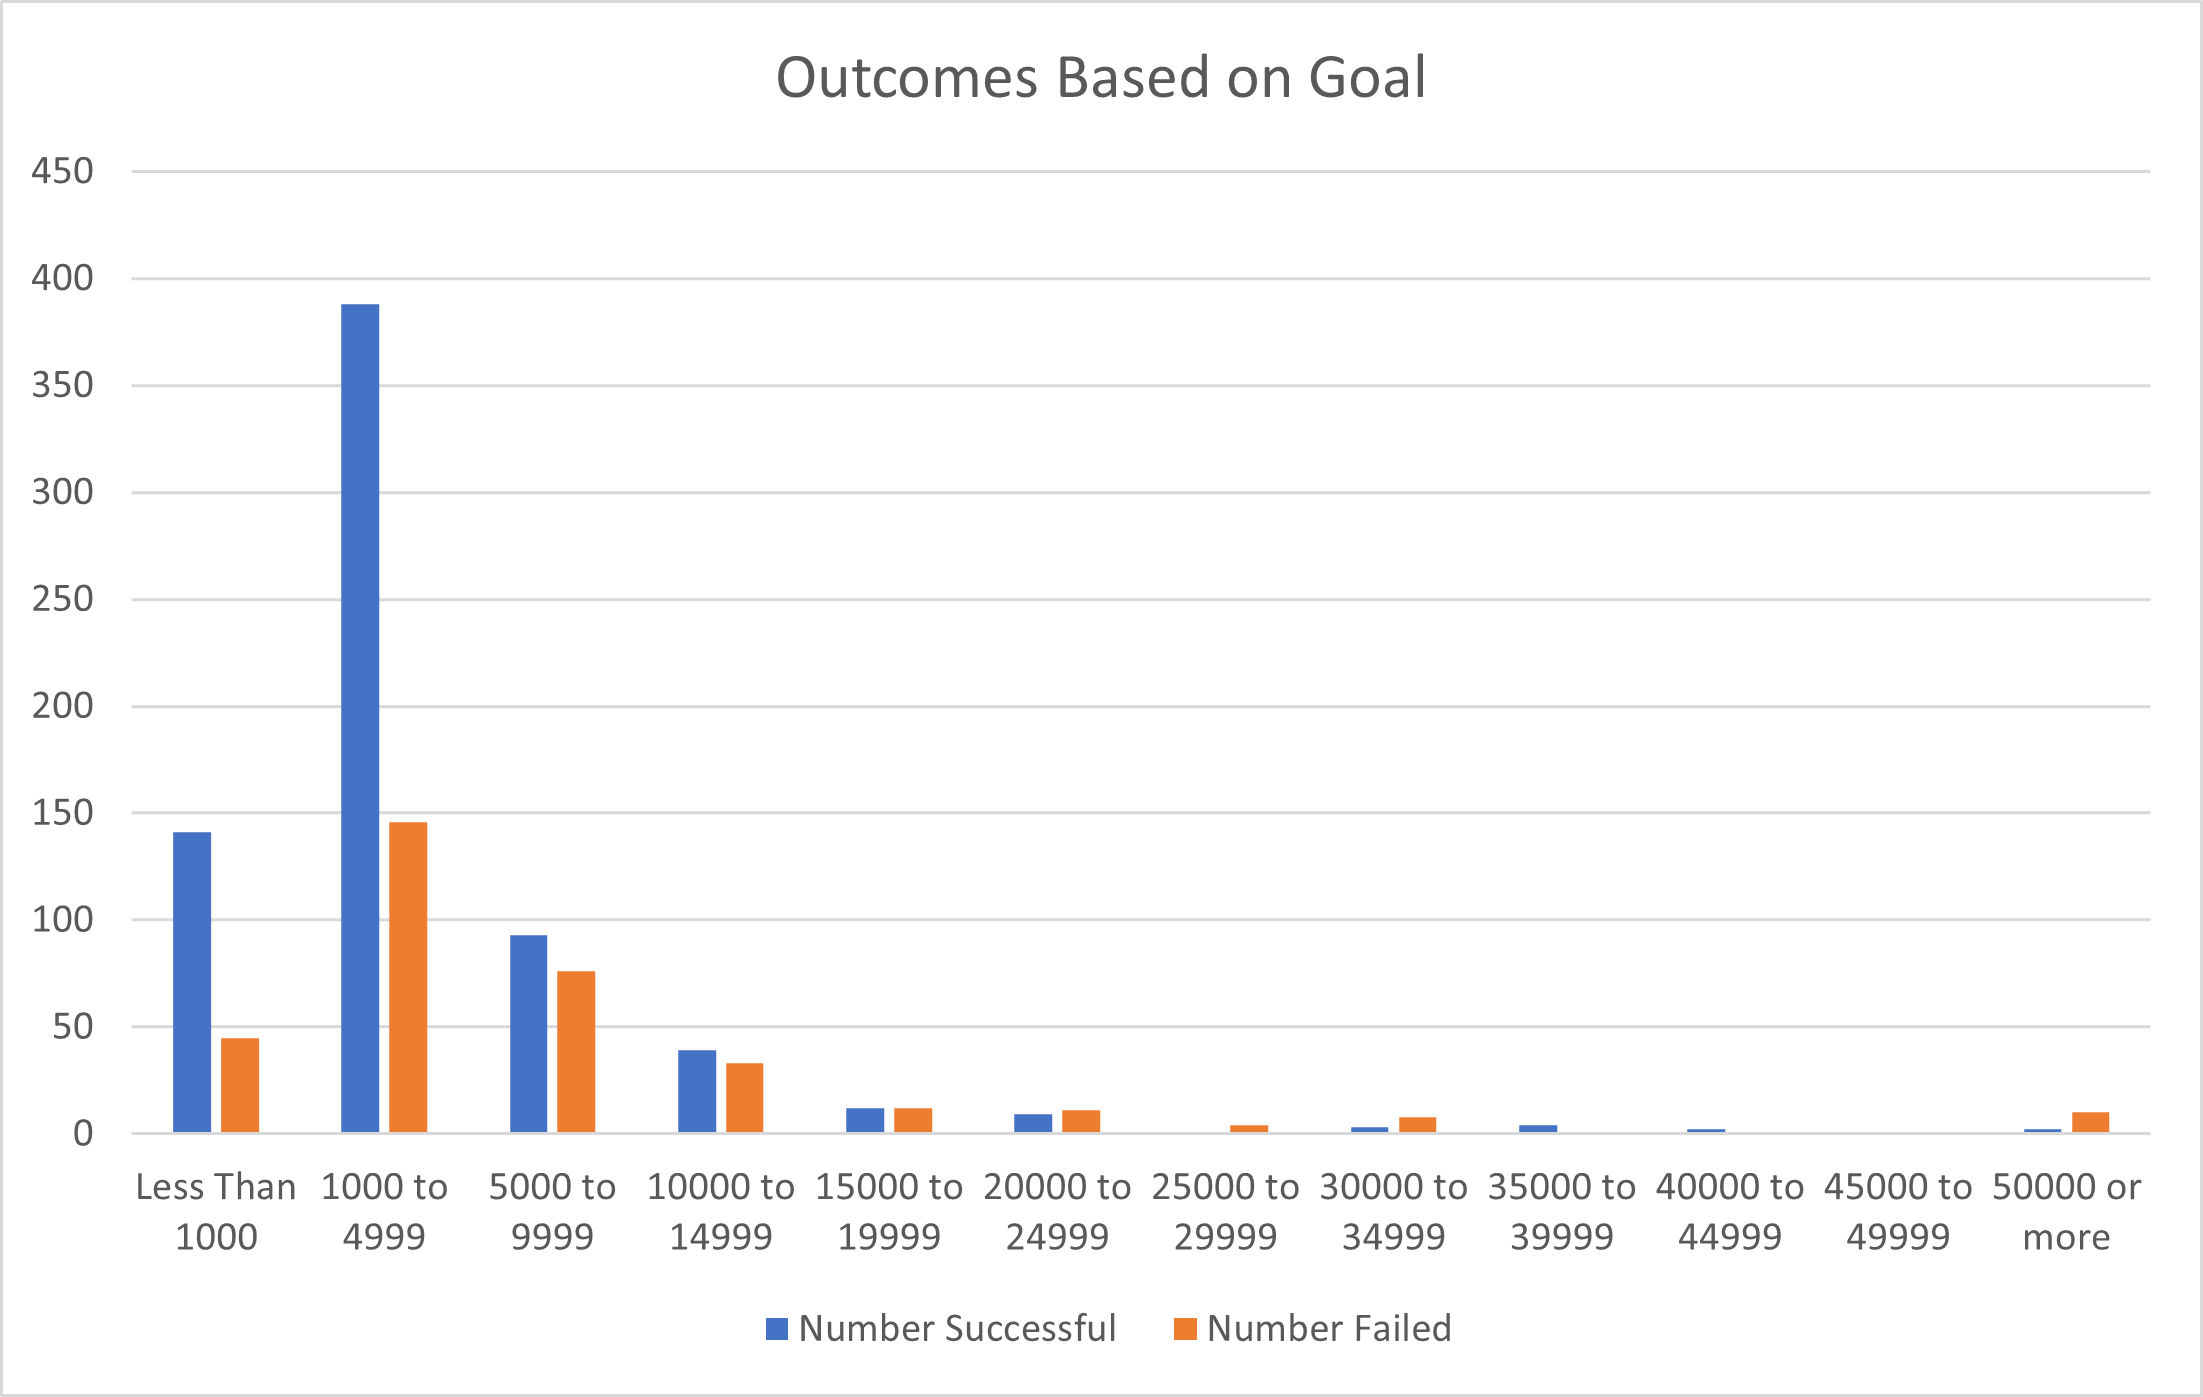 Outcomes Based on Goal
450
400
350
300
250
200
150
100
50
0
Less Than
1000
1000 to
4999
5000 to
9999
10000 to
14999
15000 to
19999
20000 to
24999
25000 to
29999
30000 to
34999
35000 to
39999
40000 to
44999
45000 to
49999
50000 or
more
Number Successful
Number Failed